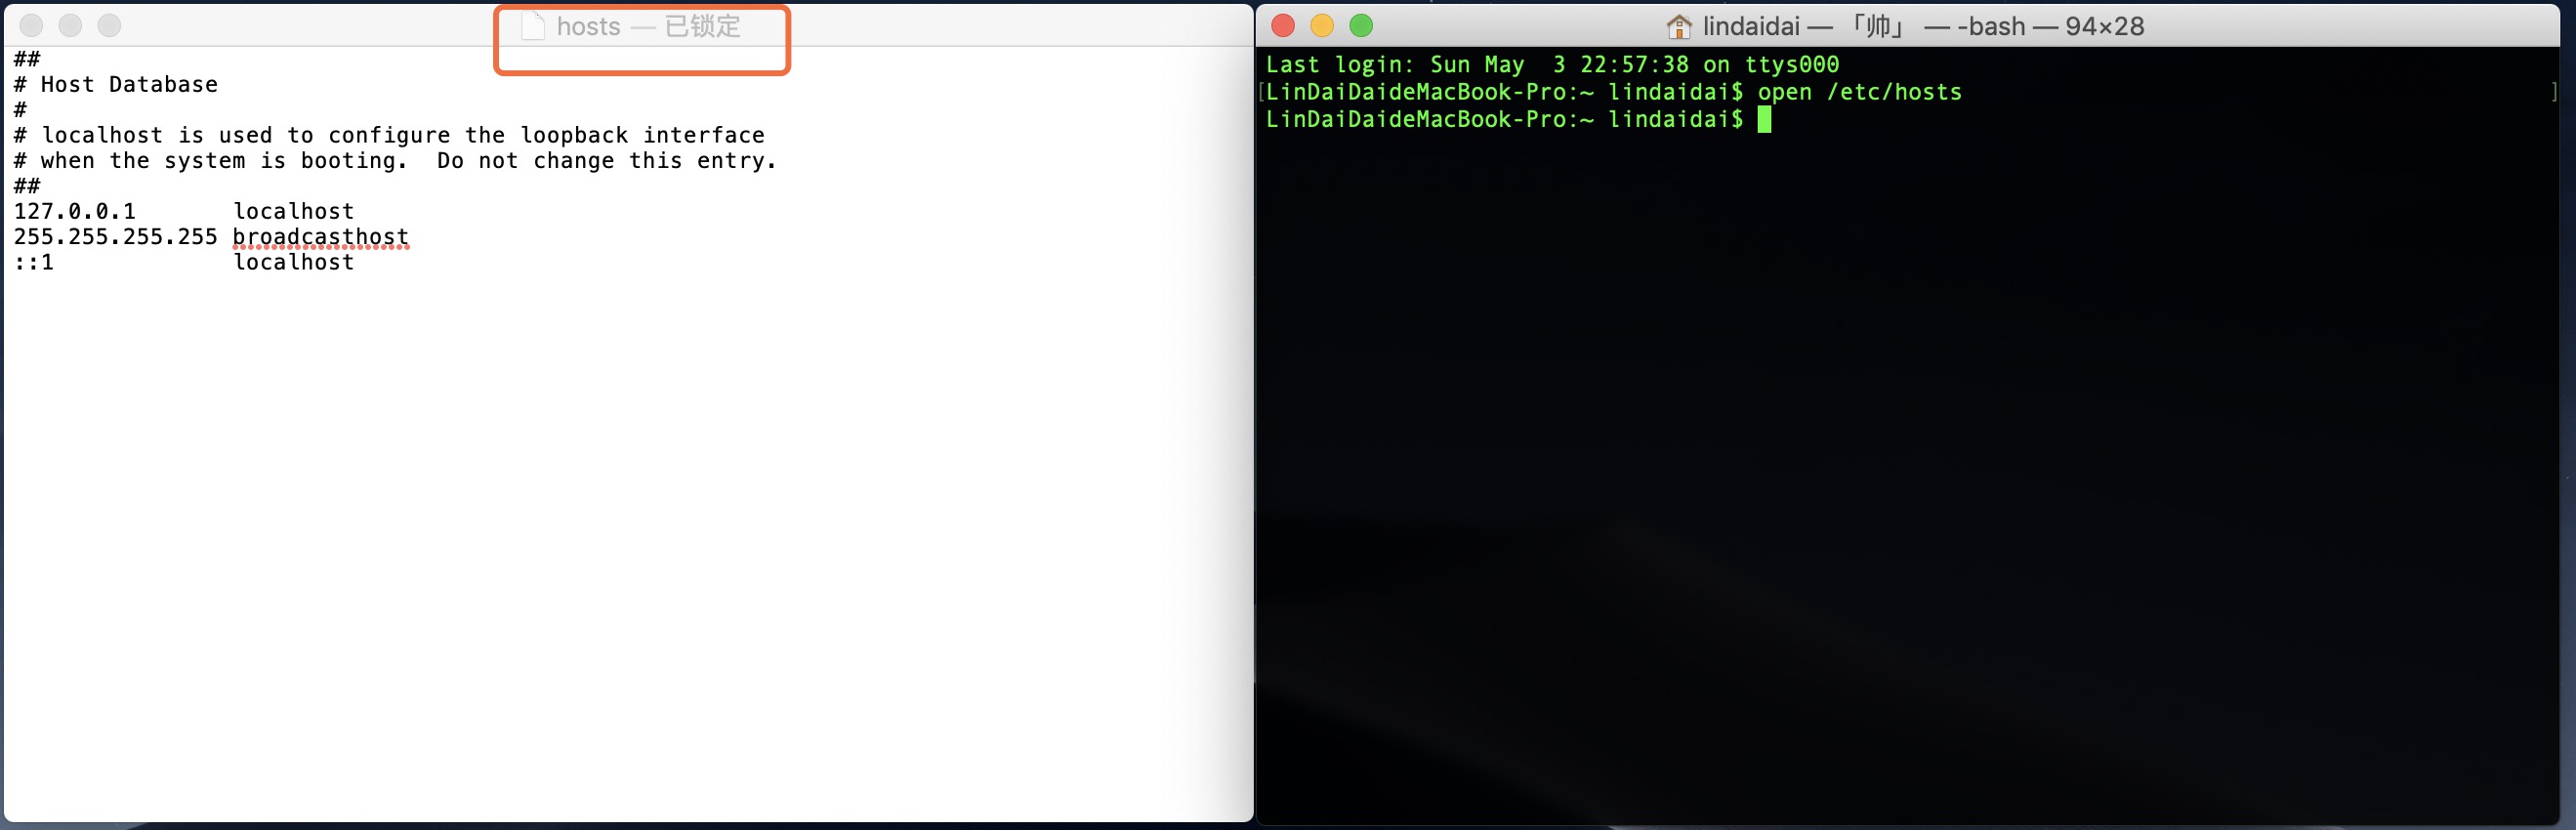 hosts — 已锁定
##
# Host Database
#
# localhost is used to configure the loopback interface
# when the system is booting.  Do not change this entry.
##
127.0.0.1       localhost
255.255.255.255 broadcasthost
::1             localhost
lindaidai — 「帅」 — -bash — 94×28
Last login: Sun May  3 22:57:38 on ttys000
[LinDaiDaideMacBook-Pro:~ lindaidai$ open /etc/hosts ]
LinDaiDaideMacBook-Pro:~ lindaidai$